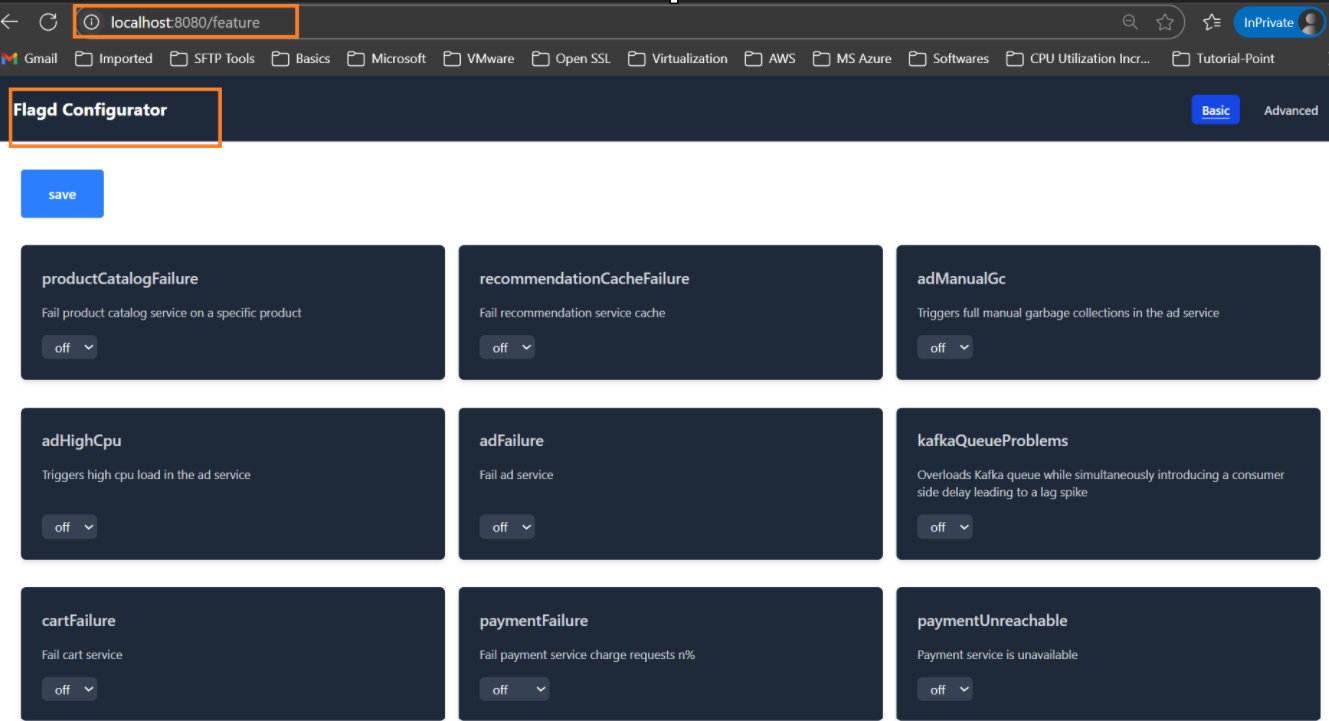 localhost:8080/feature
InPrivate
Gmail Imported SFTP Tools Basics Microsoft VMware Open SSL Virtualization AWS MS Azure Softwares CPU Utilization Incr... Tutorial-Point
Flagd Configurator
Basic Advanced
save
productCatalogFailure
Fail product catalog service on a specific product
off
recommendationCacheFailure
Fail recommendation service cache
off
adManualGc
Triggers full manual garbage collections in the ad service
off
adHighCpu
Triggers high cpu load in the ad service
off
adFailure
Fail ad service
off
kafkaQueueProblems
Overloads Kafka queue while simultaneously introducing a consumer
side delay leading to a lag spike
off
cartFailure
Fail cart service
off
paymentFailure
Fail payment service charge requests n%
off
paymentUnreachable
Payment service is unavailable
off